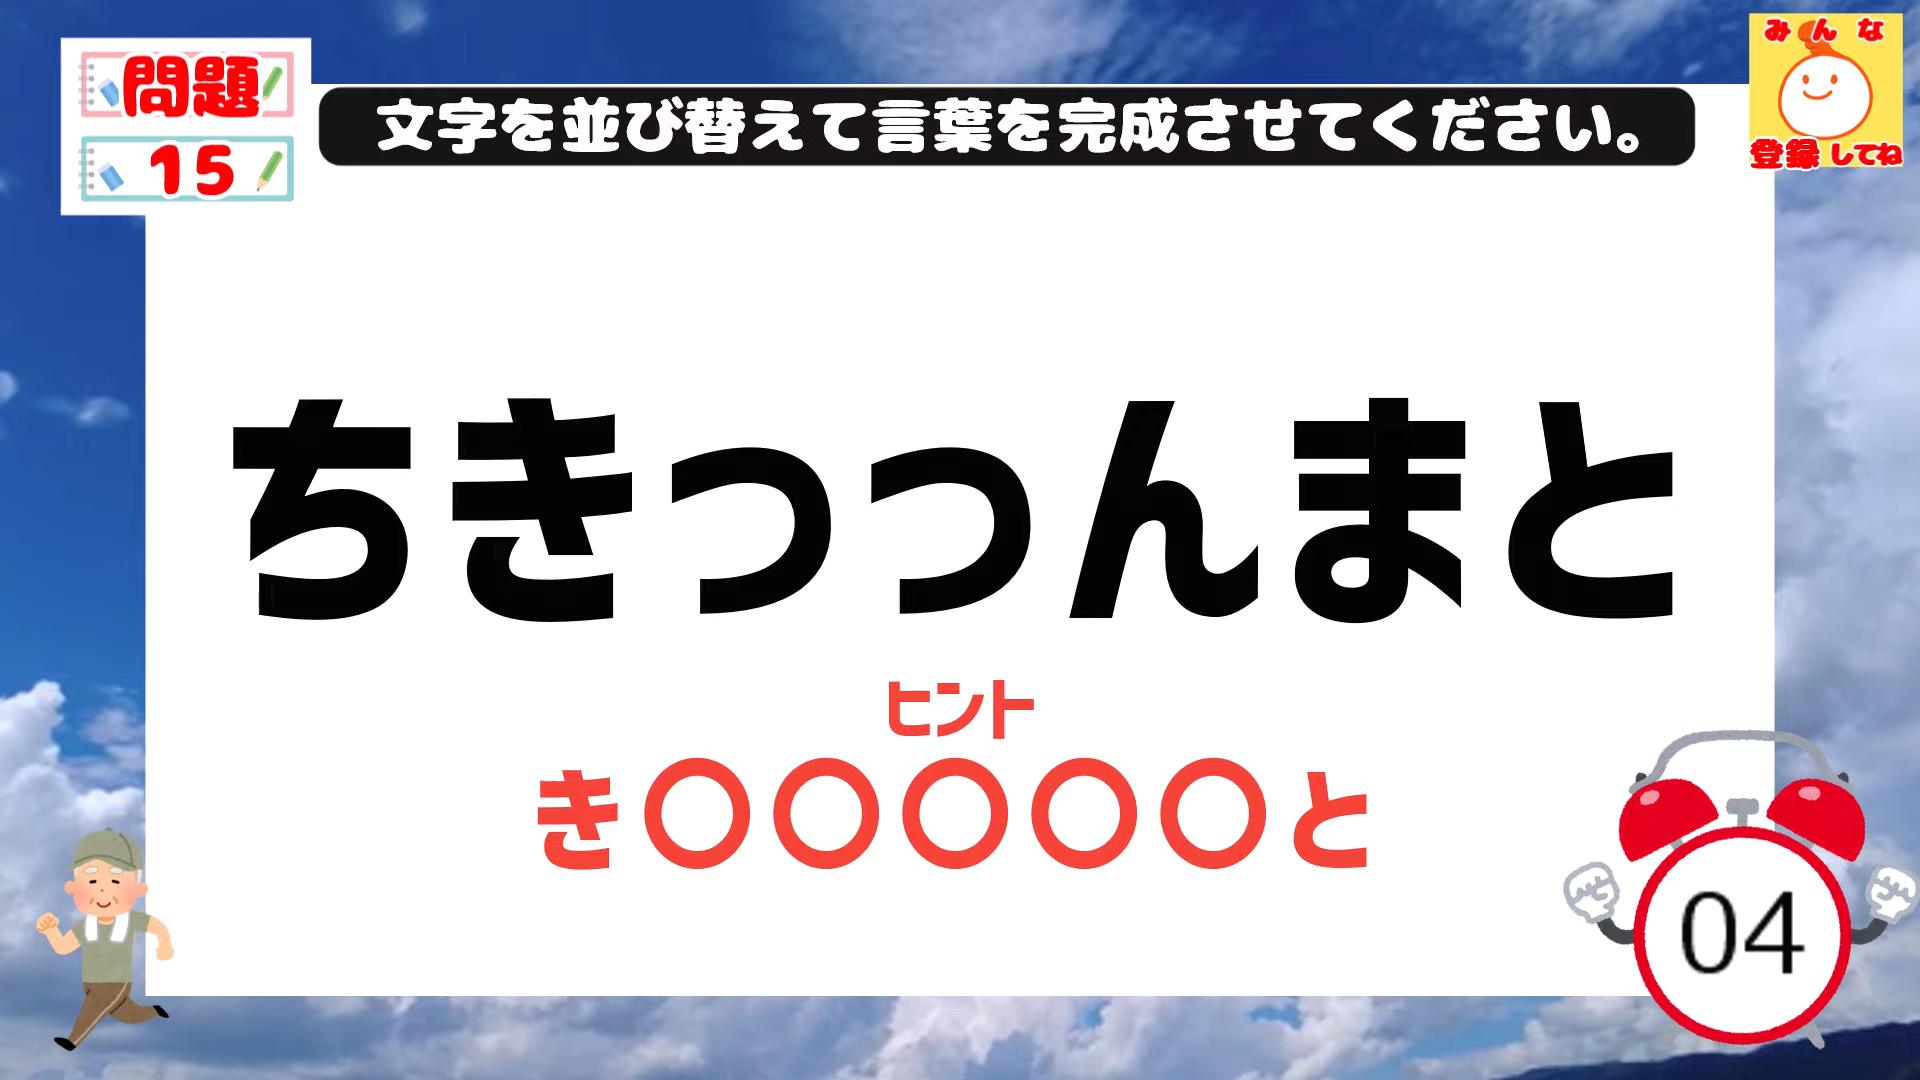 問題
15
文字を並び替えて言葉を完成させてください。
みんな
登録してね
ちきっっんまと
ヒント
き〇〇〇〇〇と
04